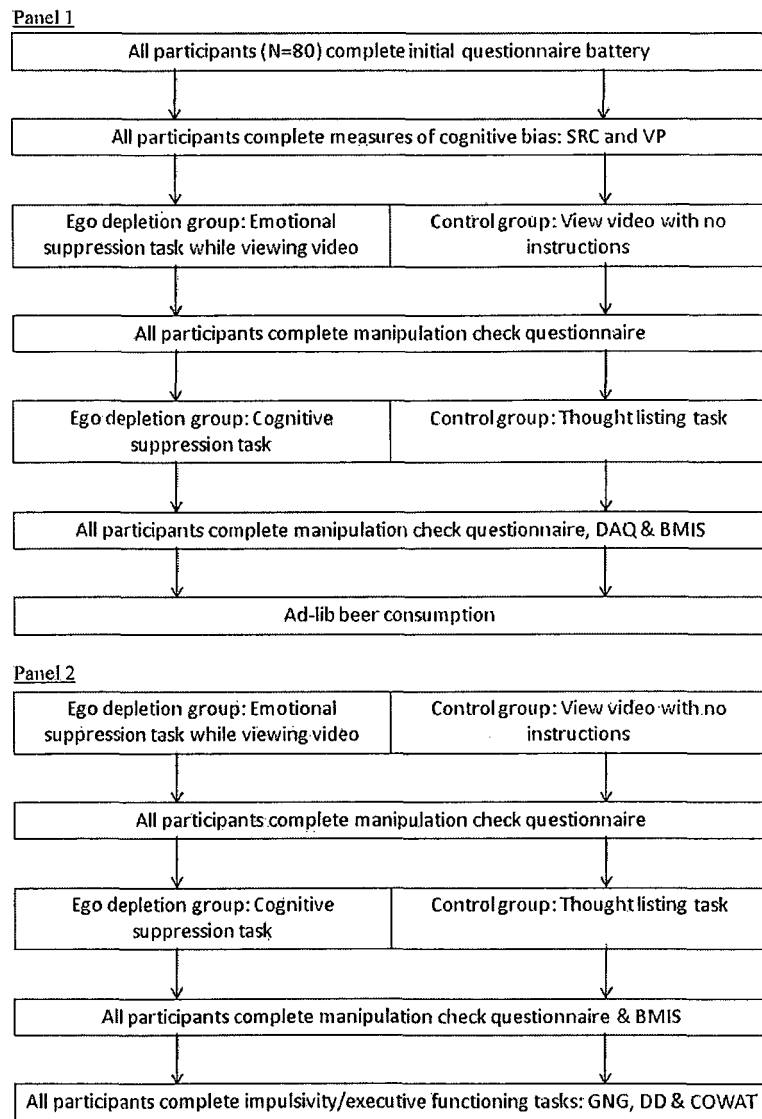 Panel 1
All participants (N=80) complete initial questionnaire battery
All participants complete measures of cognitive bias: SRC and VP
Ego depletion group: Emotional
suppression task while viewing video
Control group: View video with no
instructions
All participants complete manipulation check questionnaire
Ego depletion group: Cognitive
suppression task
Control group: Thought listing task
All participants complete manipulation check questionnaire, DAQ & BMIS
Ad-lib beer consumption
Panel 2
Ego depletion group: Emotional
suppression task while viewing video
Control group: View video with no
instructions
All participants complete manipulation check questionnaire
Ego depletion group: Cognitive
suppression task
Control group: Thought listing task
All participants complete manipulation check questionnaire & BMIS
All participants complete impulsivity/executive functioning tasks: GNG, DD & COWAT